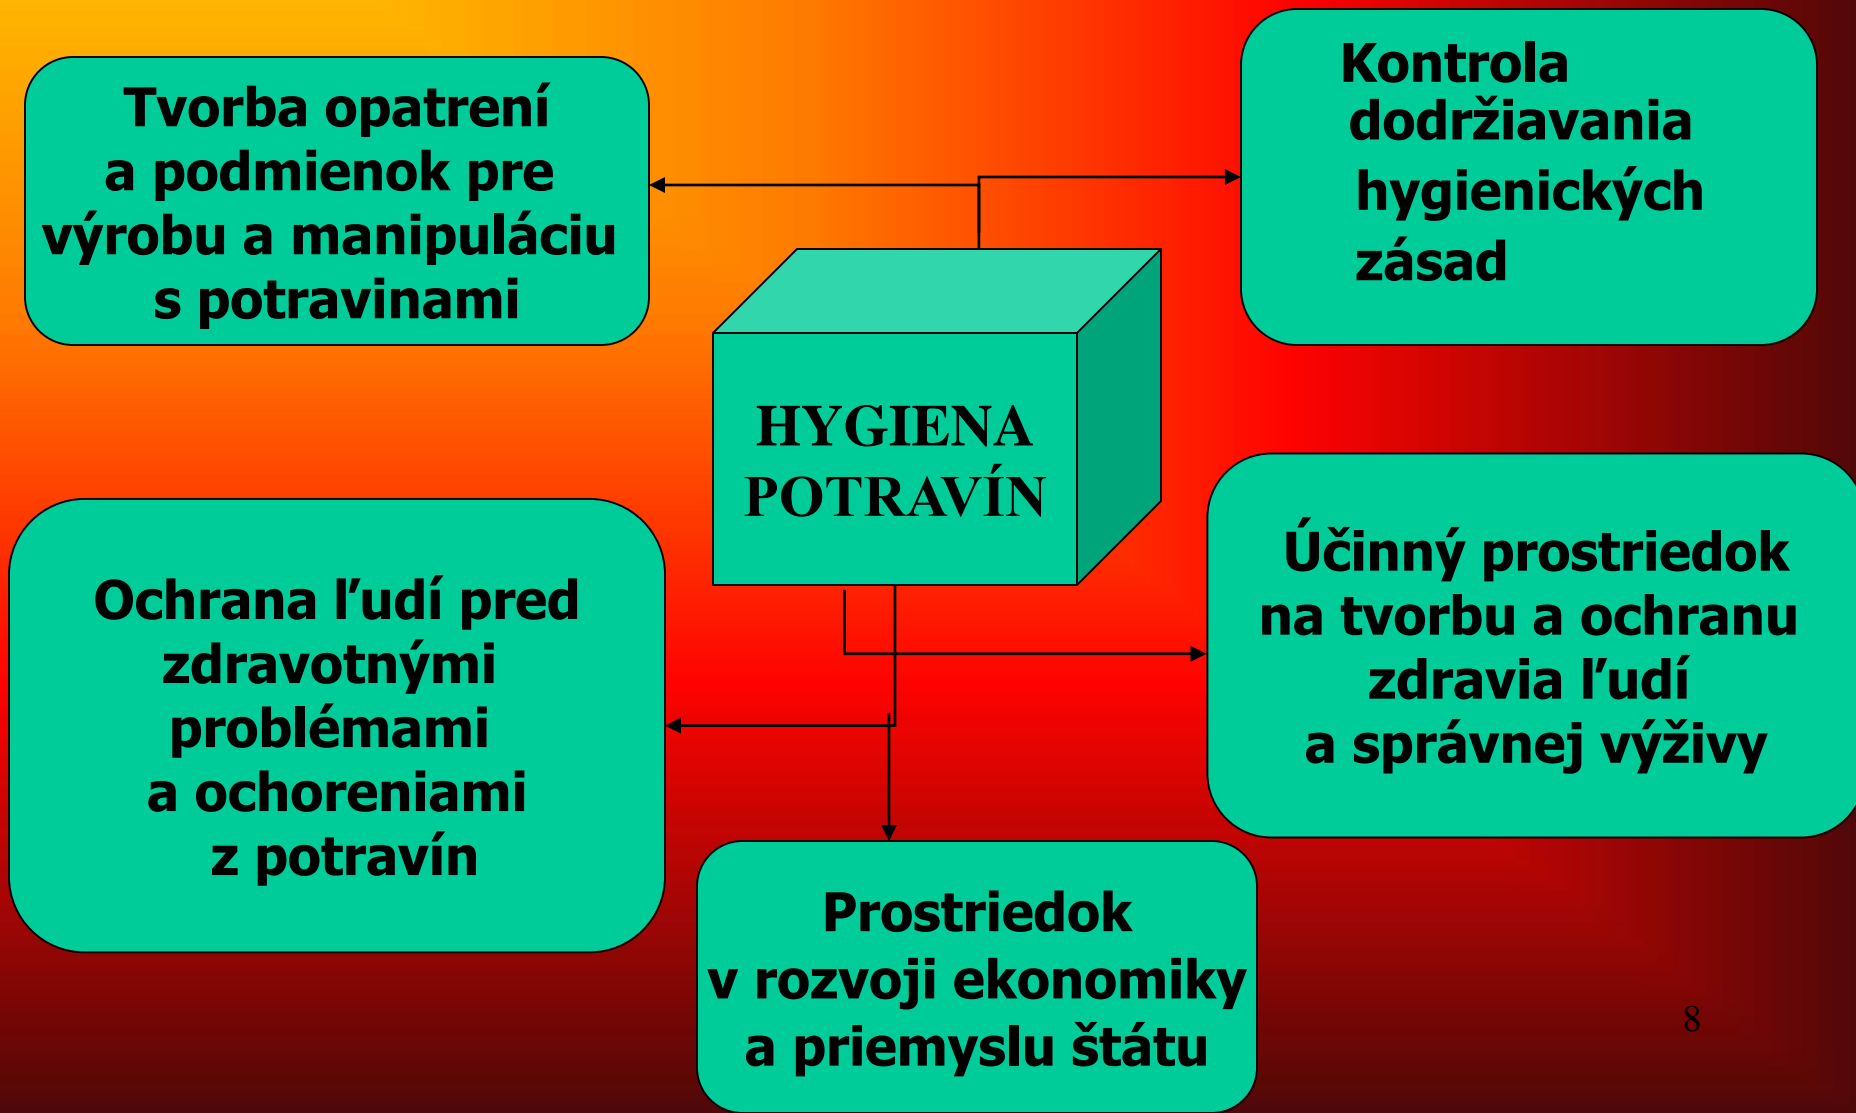 Tvorba opatrení
a podmienok pre
výrobu a manipuláciu
s potravinami
Kontrola
dodržiavania
hygienických
zásad
HYGIENA
POTRAVÍN
Ochrana ľudí pred
zdravotnými
problémami
a ochoreniami
z potravín
Účinný prostriedok
na tvorbu a ochranu
zdravia ľudí
a správnej výživy
Prostriedok
v rozvoji ekonomiky
a priemyslu štátu
8